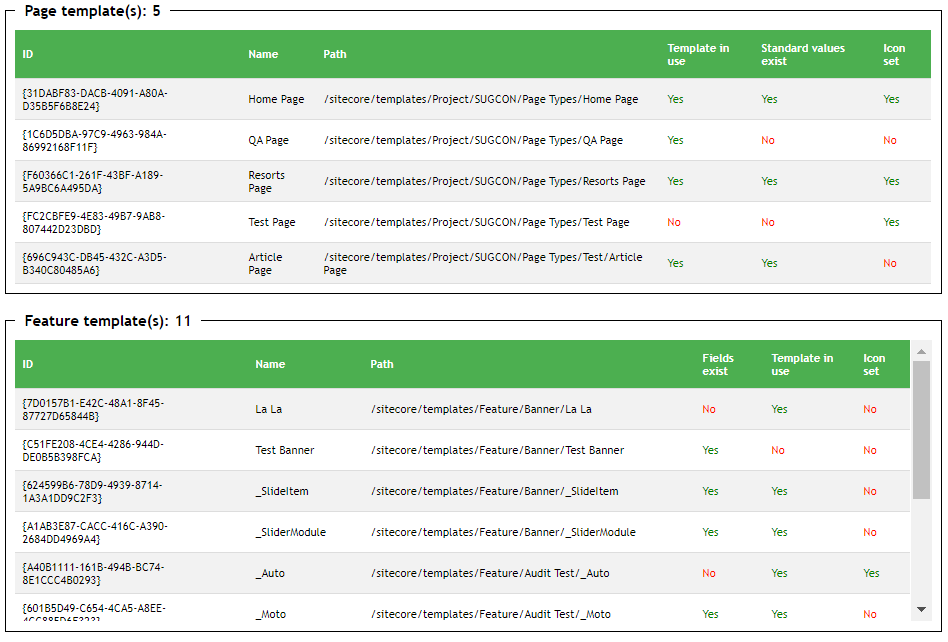 Page template(s): 5
ID Name Path Template in use Standard values exist Icon set
{31DABF83-DACB-4091-A80A-
D35B5F6B8E24} Home Page /sitecore/templates/Project/SUGCON/Page Types/Home Page Yes Yes Yes
{1C6D5DBA-97C9-4963-984A-
86992168F11F} QA Page /sitecore/templates/Project/SUGCON/Page Types/QA Page Yes No No
{F60366C1-261F-43BF-A189-
5A9BC6A495DA} Resorts Page /sitecore/templates/Project/SUGCON/Page Types/Resorts Page Yes Yes Yes
{FC2CBFE9-4E83-49B7-9AB8-
807442D23DBD} Test Page /sitecore/templates/Project/SUGCON/Page Types/Test Page No No Yes
{696C943C-DB45-432C-A3D5-
B340C80485A6} Article Page /sitecore/templates/Project/SUGCON/Page Types/Test/Article Page Yes Yes No
Feature template(s): 11
ID Name Path Fields exist Template in use Icon set
{7D0157B1-E42C-48A1-8F45-
87727D65844B} La La /sitecore/templates/Feature/Banner/La La No Yes No
{C51FE208-4CE4-4286-944D-
DE0B5B398FCA} Test Banner /sitecore/templates/Feature/Banner/Test Banner Yes No No
{624599B6-78D9-4939-8714-
1A3A1DD9C2F3} _SlideItem /sitecore/templates/Feature/Banner/_SlideItem Yes Yes No
{A1AB3E87-CACC-416C-A390-
2684DD4969A4} _SliderModule /sitecore/templates/Feature/Banner/_SliderModule Yes Yes No
{A40B1111-161B-494B-BC74-
8E1CCC4B0293} _Auto /sitecore/templates/Feature/Audit Test/_Auto No Yes Yes
{601B5D49-C654-4CA5-A8EE-
_Moto /sitecore/templates/Feature/Audit Test/_Moto Yes Yes No